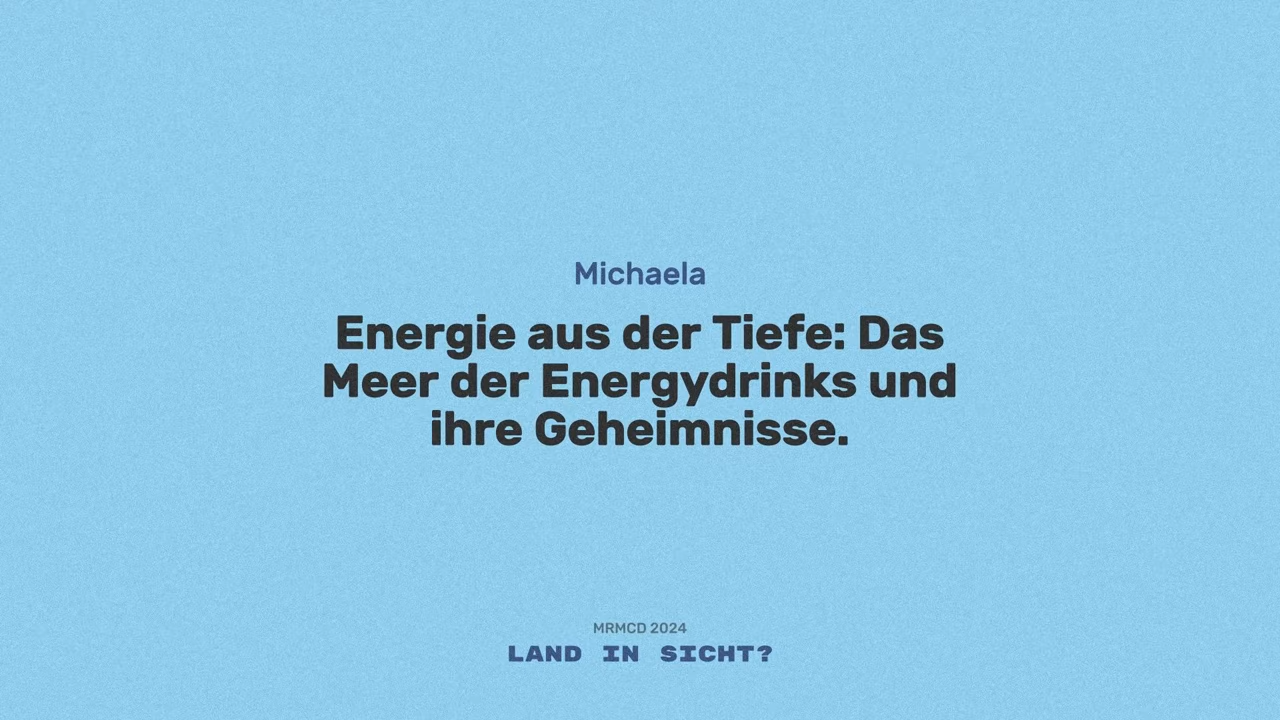 Michaela
Energie aus der Tiefe: Das
Meer der Energydrinks und
ihre Geheimnisse.
MRMCD 2024
LAND IN SICHT?